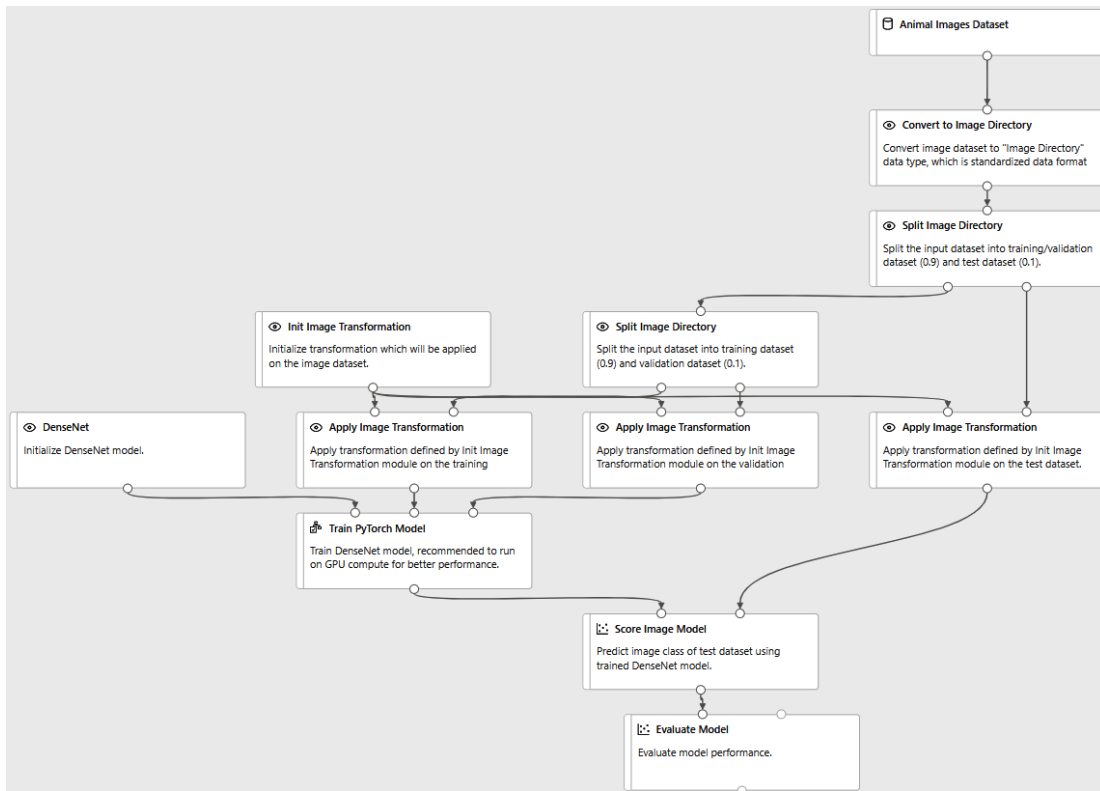 Animal Images Dataset
Convert to Image Directory
Convert image dataset to "Image Directory"
data type, which is standardized data format
Split Image Directory
Split the input dataset into training/validation
dataset (0.9) and test dataset (0.1).
Init Image Transformation
Initialize transformation which will be applied
on the image dataset.
Split Image Directory
Split the input dataset into training dataset
(0.9) and validation dataset (0.1).
DenseNet
Initialize DenseNet model.
Apply Image Transformation
Apply transformation defined by Init Image
Transformation module on the training
Apply Image Transformation
Apply transformation defined by Init Image
Transformation module on the validation
Apply Image Transformation
Apply transformation defined by Init Image
Transformation module on the test dataset.
Train PyTorch Model
Train DenseNet model, recommended to run
on GPU compute for better performance.
Score Image Model
Predict image class of test dataset using
trained DenseNet model.
Evaluate Model
Evaluate model performance.